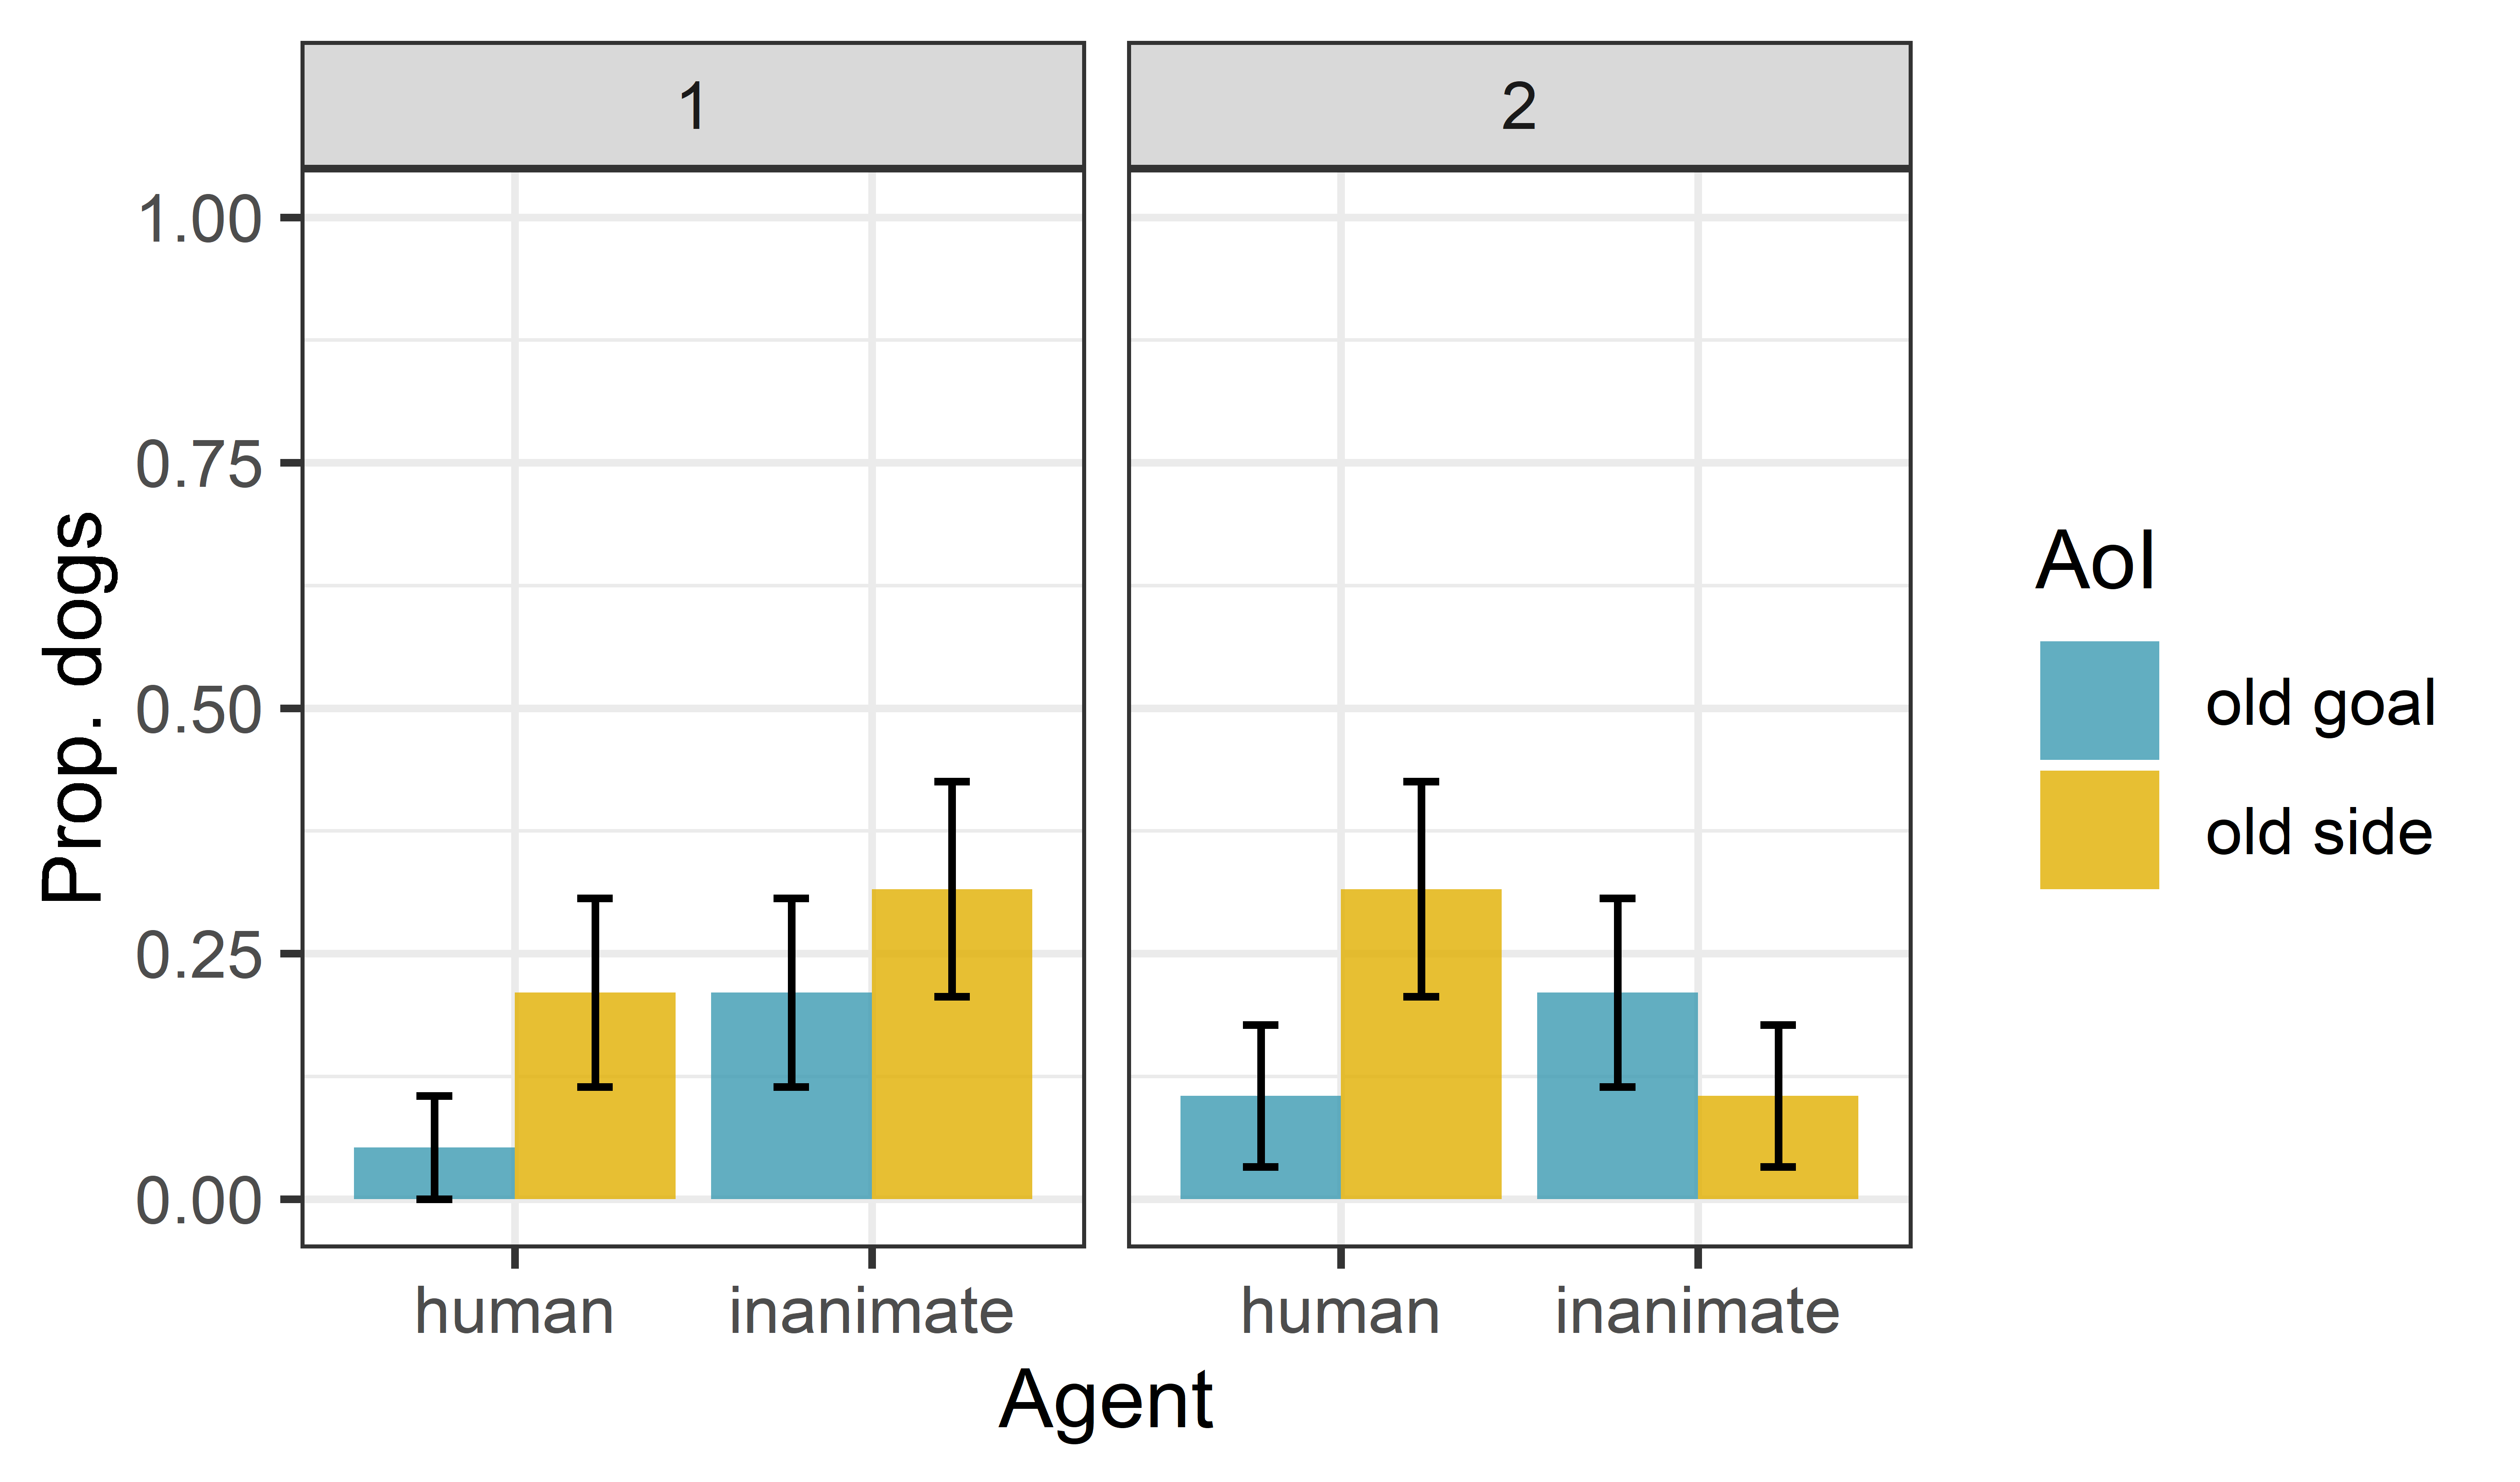 1
2
1.00
0.75
0.50
0.25
0.00
Prop. dogs
human
inanimate
human
inanimate
Agent
AoI
old goal
old side